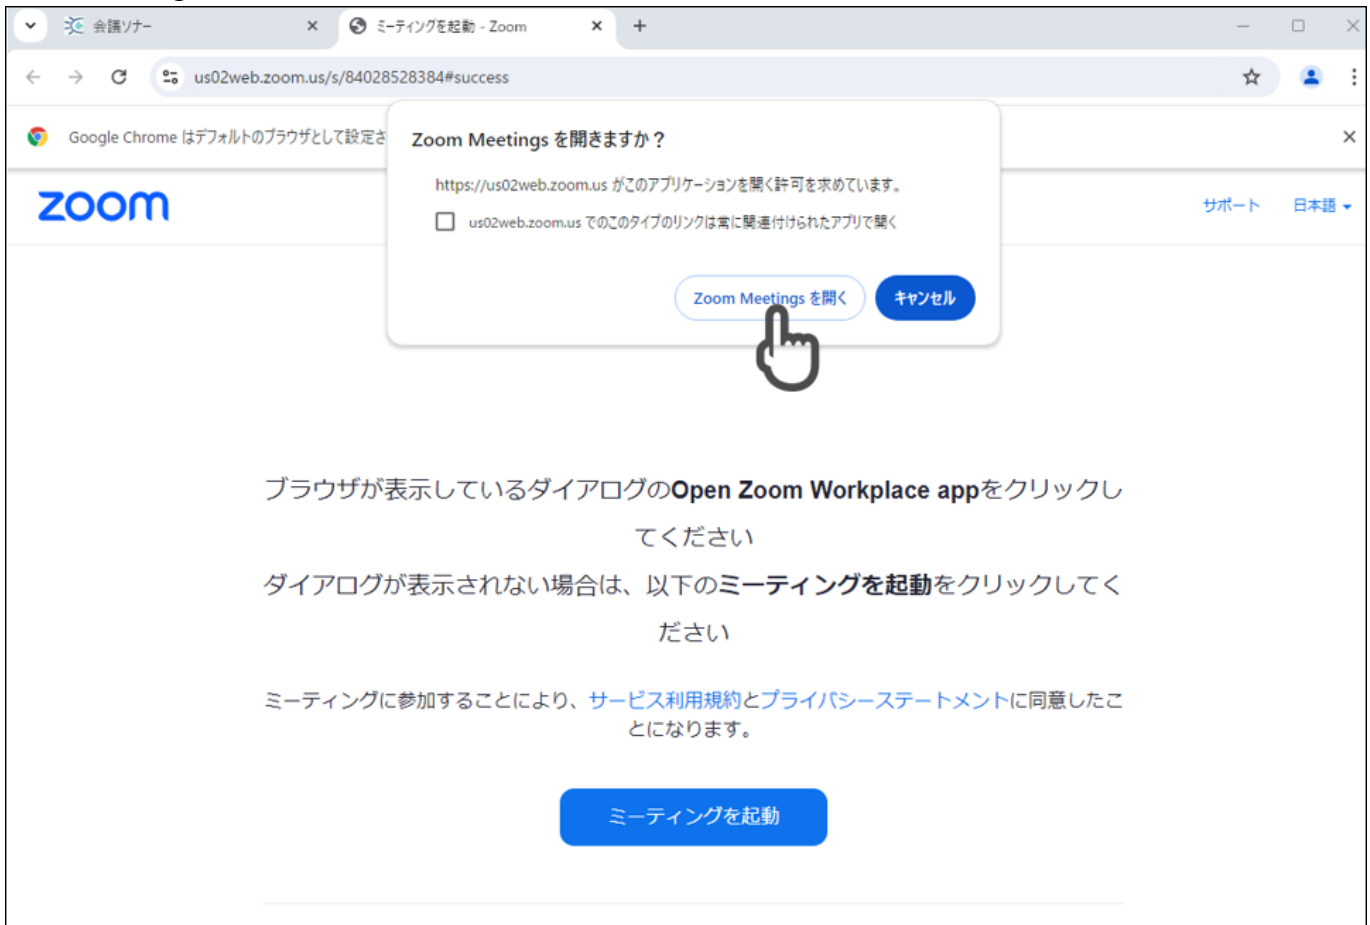 会議ソナー
ミーティングを起動 - Zoom
us02web.zoom.us/s/84028528384#success
Google Chrome はデフォルトのブラウザとして設定さ
Zoom Meetings を開きますか？
https://us02web.zoom.us がこのアプリケーションを開く許可を求めています。
us02web.zoom.us でのこのタイプのリンクは常に関連付けられたアプリで開く
Zoom Meetings を開く
キャンセル
zoom
サポート
日本語
ブラウザが表示しているダイアログのOpen Zoom Workplace appをクリックし
てください
ダイアログが表示されない場合は、以下のミーティングを起動をクリックしてく
ださい
ミーティングに参加することにより、サービス利用規約とプライバシーステートメントに同意したこ
とになります。
ミーティングを起動